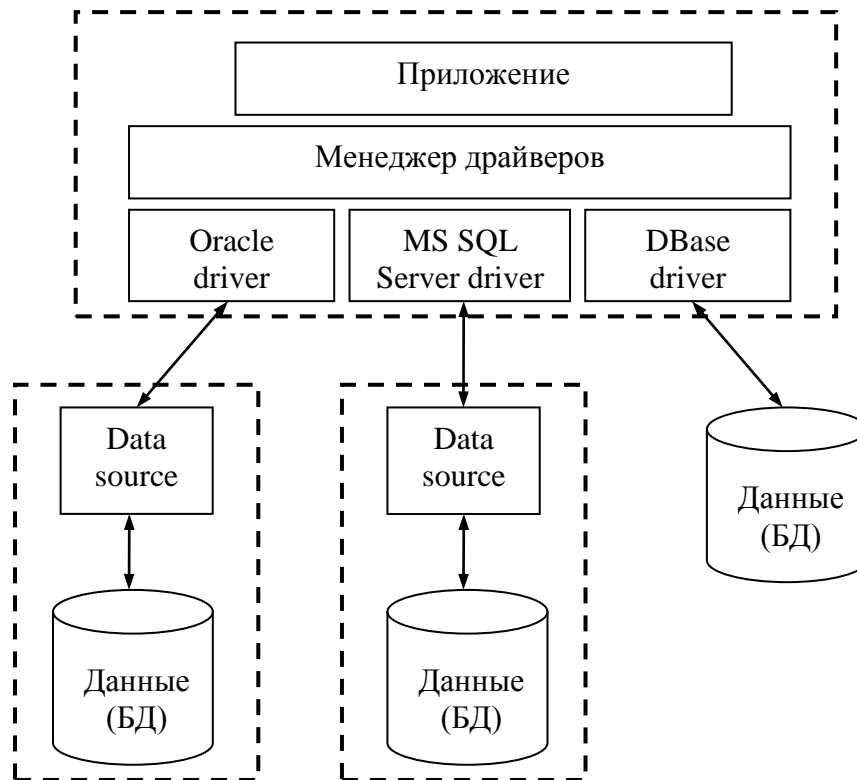 Приложение
Менеджер драйверов
Oracle
driver
MS SQL
Server driver
DBase
driver
Data
source
Data
source
Данные
(БД)
Данные
(БД)
Данные
(БД)